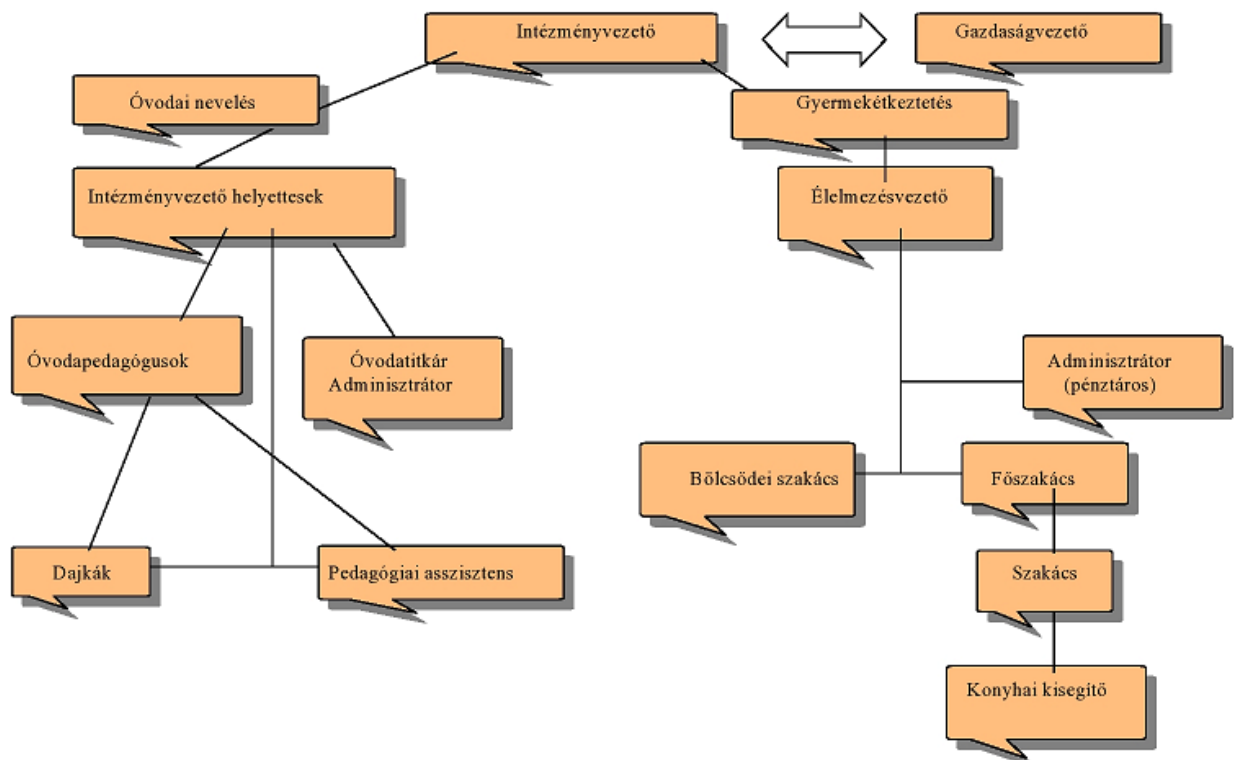 Intézményvezető
Gazdaságvezető
Óvodai nevelés
Gyermekétkeztetés
Intézményvezető helyettesek
Élelmezésvezető
Óvodapedagógusok
Óvodatitkár
Adminisztrátor
Adminisztrátor
(pénztáros)
Bölcsődei szakács
Főszakács
Dajkák
Pedagógiai asszisztens
Szakács
Konyhai kisegítő